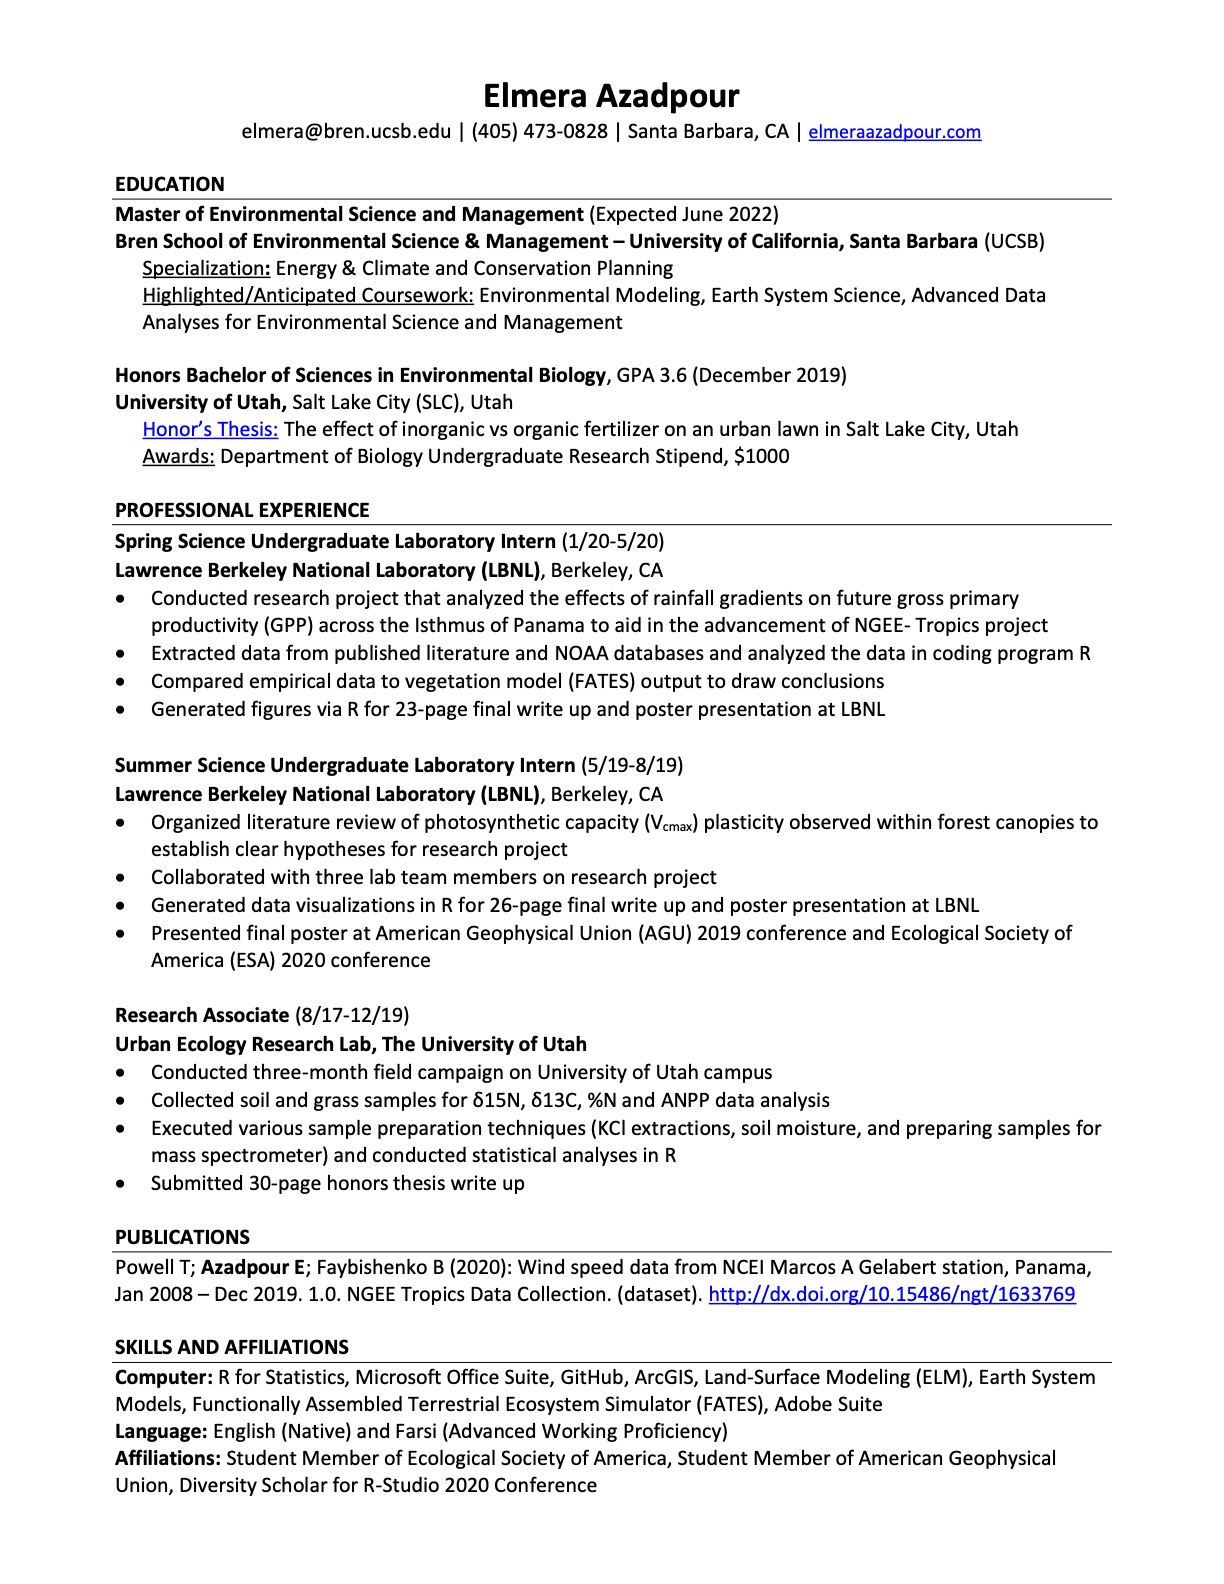 Elmera Azadpour
elmera@bren.ucsb.edu | (405) 473-0828 | Santa Barbara, CA | elmeraazadpour.com
EDUCATION
Master of Environmental Science and Management (Expected June 2022)
Bren School of Environmental Science & Management – University of California, Santa Barbara (UCSB)
Specialization: Energy & Climate and Conservation Planning
Highlighted/Anticipated Coursework: Environmental Modeling, Earth System Science, Advanced Data
Analyses for Environmental Science and Management
Honors Bachelor of Sciences in Environmental Biology, GPA 3.6 (December 2019)
University of Utah, Salt Lake City (SLC), Utah
Honor’s Thesis: The effect of inorganic vs organic fertilizer on an urban lawn in Salt Lake City, Utah
Awards: Department of Biology Undergraduate Research Stipend, $1000
PROFESSIONAL EXPERIENCE
Spring Science Undergraduate Laboratory Intern (1/20-5/20)
Lawrence Berkeley National Laboratory (LBNL), Berkeley, CA
• Conducted research project that analyzed the effects of rainfall gradients on future gross primary
productivity (GPP) across the Isthmus of Panama to aid in the advancement of NGEE- Tropics project
• Extracted data from published literature and NOAA databases and analyzed the data in coding program R
• Compared empirical data to vegetation model (FATES) output to draw conclusions
• Generated figures via R for 23-page final write up and poster presentation at LBNL
Summer Science Undergraduate Laboratory Intern (5/19-8/19)
Lawrence Berkeley National Laboratory (LBNL), Berkeley, CA
• Organized literature review of photosynthetic capacity (Vcmax) plasticity observed within forest canopies to
establish clear hypotheses for research project
• Collaborated with three lab team members on research project
• Generated data visualizations in R for 26-page final write up and poster presentation at LBNL
• Presented final poster at American Geophysical Union (AGU) 2019 conference and Ecological Society of
America (ESA) 2020 conference
Research Associate (8/17-12/19)
Urban Ecology Research Lab, The University of Utah
• Conducted three-month field campaign on University of Utah campus
• Collected soil and grass samples for δ15N, δ13C, %N and ANPP data analysis
• Executed various sample preparation techniques (KCl extractions, soil moisture, and preparing samples for
mass spectrometer) and conducted statistical analyses in R
• Submitted 30-page honors thesis write up
PUBLICATIONS
Powell T; Azadpour E; Faybishenko B (2020): Wind speed data from NCEI Marcos A Gelabert station, Panama,
Jan 2008 – Dec 2019. 1.0. NGEE Tropics Data Collection. (dataset). http://dx.doi.org/10.15486/ngt/1633769
SKILLS AND AFFILIATIONS
Computer: R for Statistics, Microsoft Office Suite, GitHub, ArcGIS, Land-Surface Modeling (ELM), Earth System
Models, Functionally Assembled Terrestrial Ecosystem Simulator (FATES), Adobe Suite
Language: English (Native) and Farsi (Advanced Working Proficiency)
Affiliations: Student Member of Ecological Society of America, Student Member of American Geophysical
Union, Diversity Scholar for R-Studio 2020 Conference